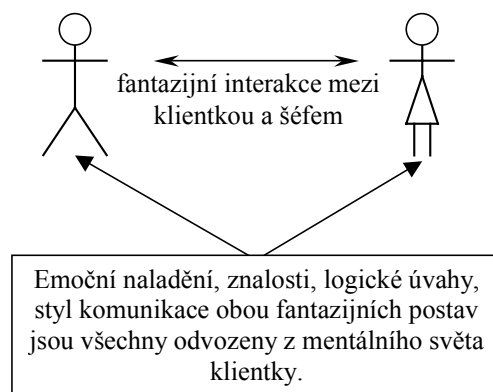 fantazijní interakce mezi
klientkou a šéfem
Emoční naladění, znalosti, logické úvahy,
styl komunikace obou fantazijních postav
jsou všechny odvozeny z mentálního světa
klientky.